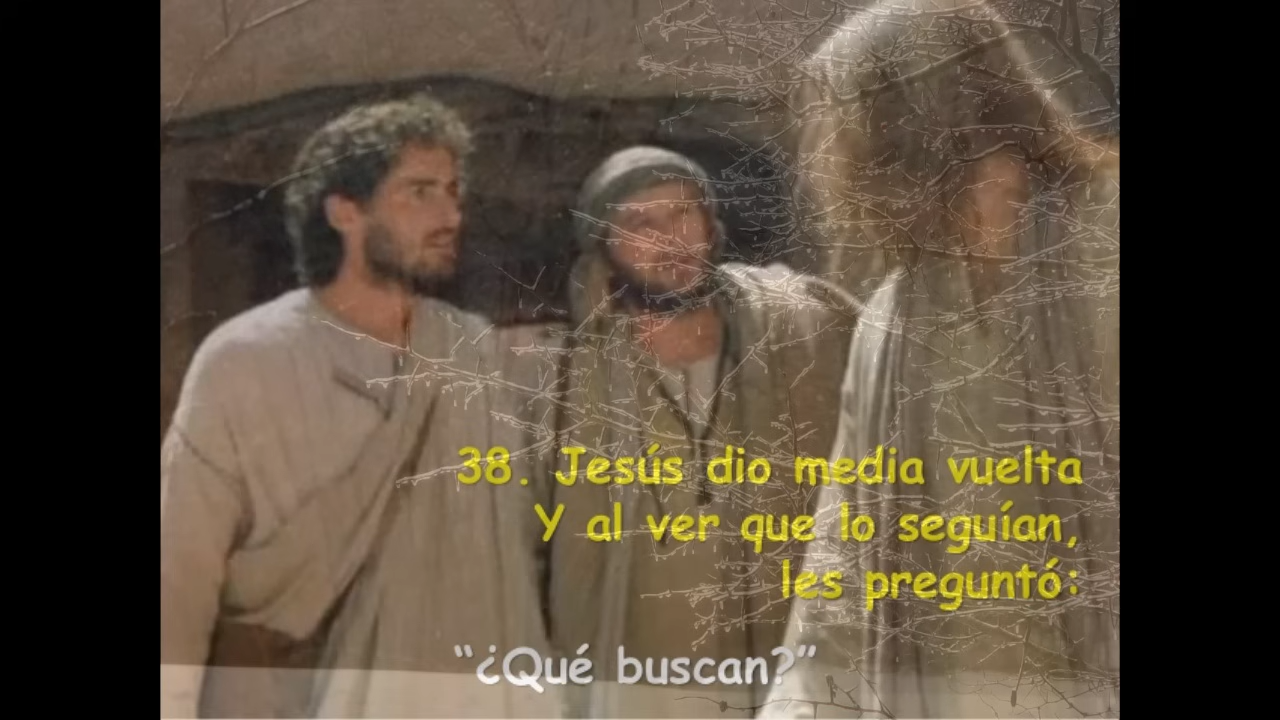 38. Jesús dio media vuelta
Y al ver que lo seguían,
les preguntó:
“¿Qué buscan?”